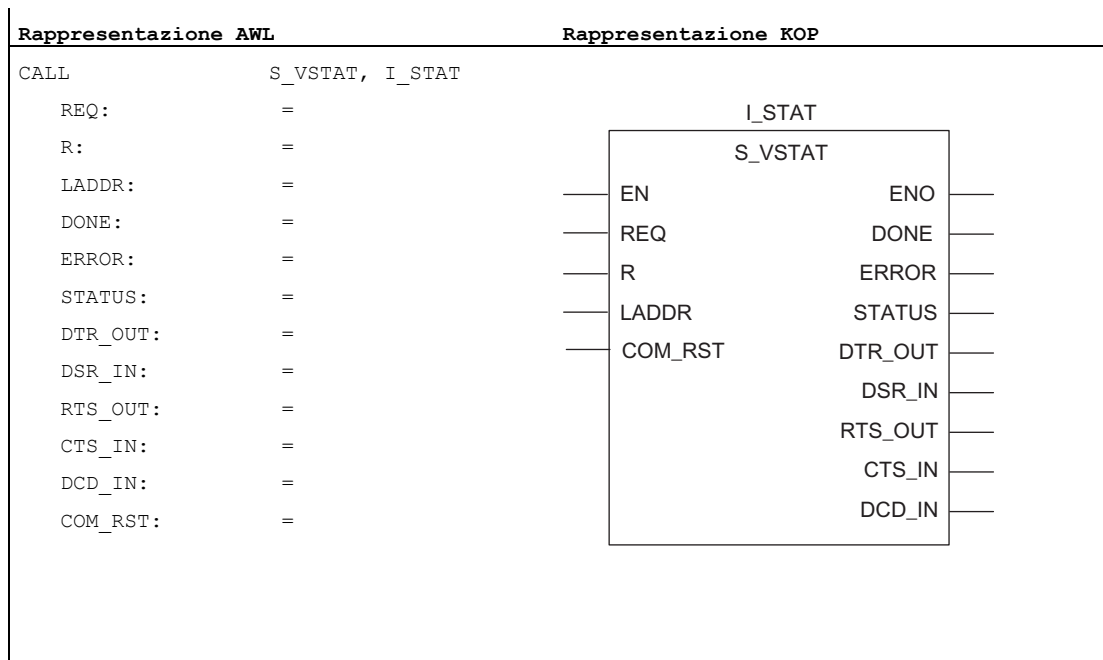 Rappresentazione AWL Rappresentazione KOP
CALL S_VSTAT, I_STAT
REQ: =
R: =
LADDR: =
DONE: =
ERROR: =
STATUS: =
DTR_OUT: =
DSR_IN: =
RTS_OUT: =
CTS_IN: =
DCD_IN: =
COM_RST: =
I_STAT
S_VSTAT
EN ENO
REQ DONE
R ERROR
LADDR STATUS
COM_RST DTR_OUT
DSR_IN
RTS_OUT
CTS_IN
DCD_IN